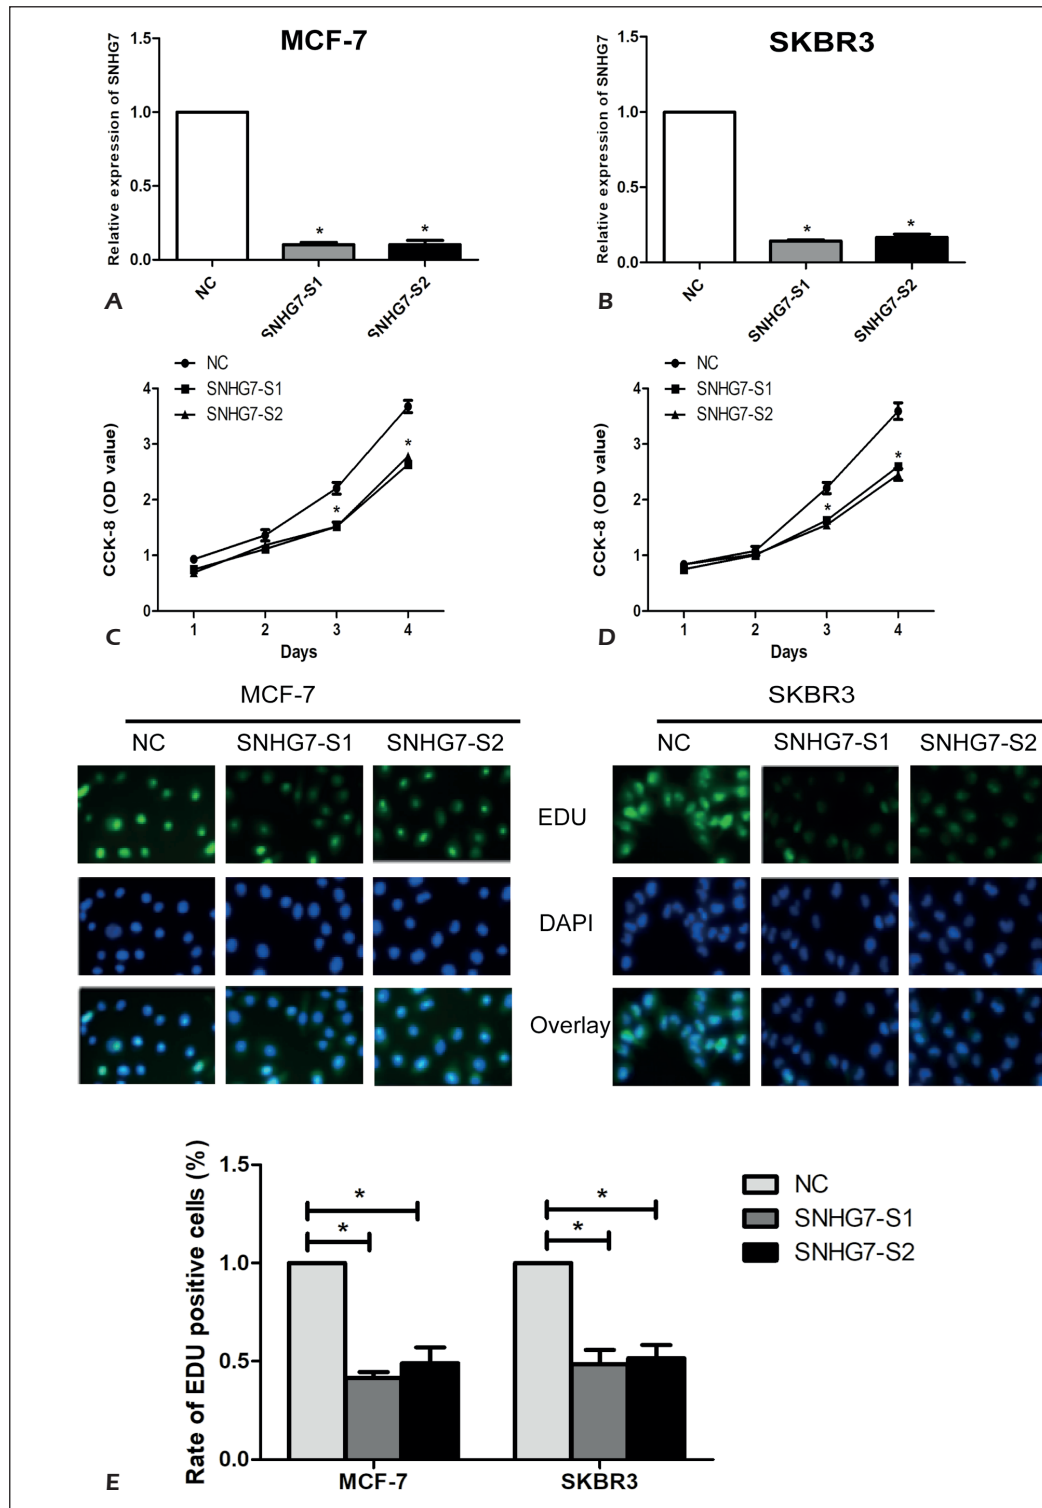 MCF-7
Relative expression of SNHG7
1.5
1.0
0.5
0.0
*
*
NC
SNHG7-S1
SNHG7-S2
A
SKBR3
Relative expression of SNHG7
1.5
1.0
0.5
0.0
*
*
NC
SNHG7-S1
SNHG7-S2
B
NC
SNHG7-S1
SNHG7-S2
CCK-8 (OD value)
4
3
2
1
0
*
*
1 2 3 4
Days
C
NC
SNHG7-S1
SNHG7-S2
CCK-8 (OD value)
4
3
2
1
0
*
*
1 2 3 4
Days
D
MCF-7 SKBR3
NC SNHG7-S1 SNHG7-S2 NC SNHG7-S1 SNHG7-S2
EDU
DAPI
Overlay
Rate of EDU positive cells (%)
1.5
1.0
0.5
0.0
*
*
*
*
MCF-7 SKBR3
NC
SNHG7-S1
SNHG7-S2
E